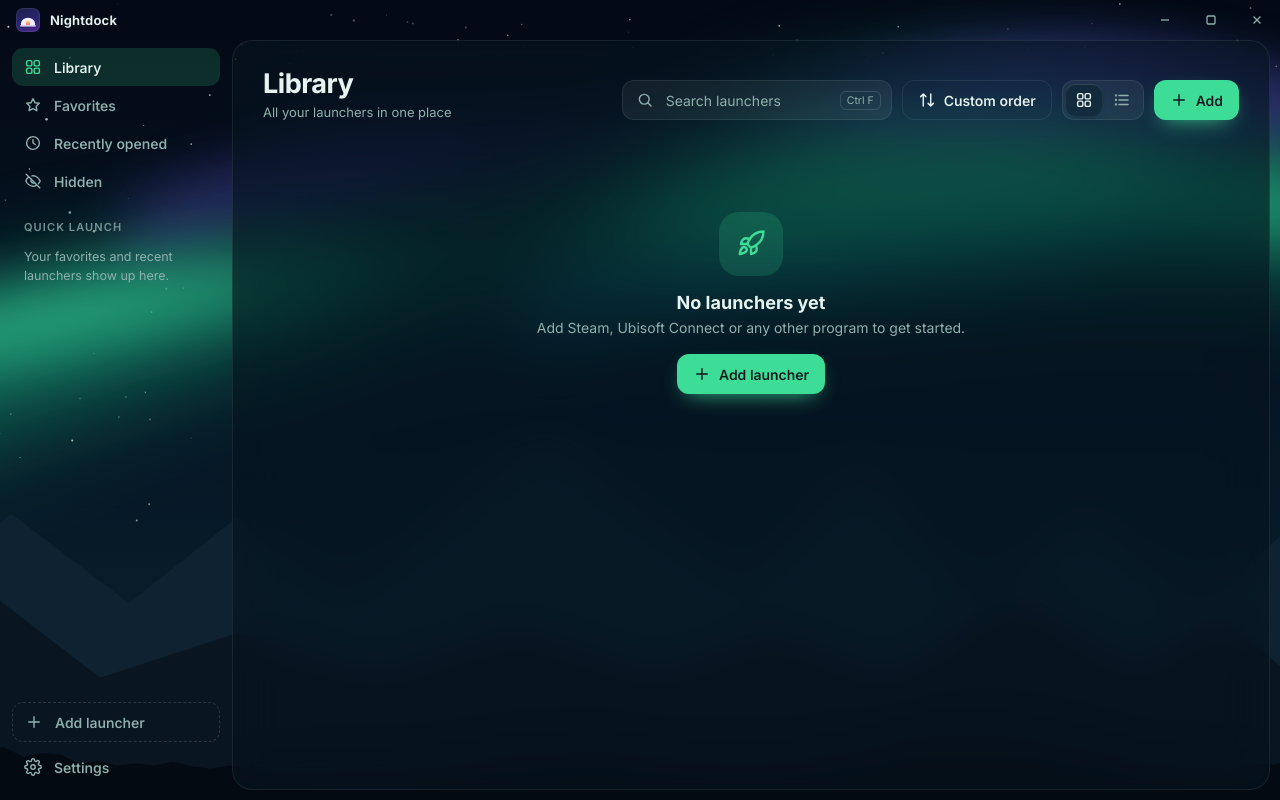 Nightdock
Library
Favorites
Recently opened
Hidden
QUICK LAUNCH
Your favorites and recent
launchers show up here.
Add launcher
Settings
Library
All your launchers in one place
Search launchers
Ctrl F
Custom order
Add
No launchers yet
Add Steam, Ubisoft Connect or any other program to get started.
Add launcher